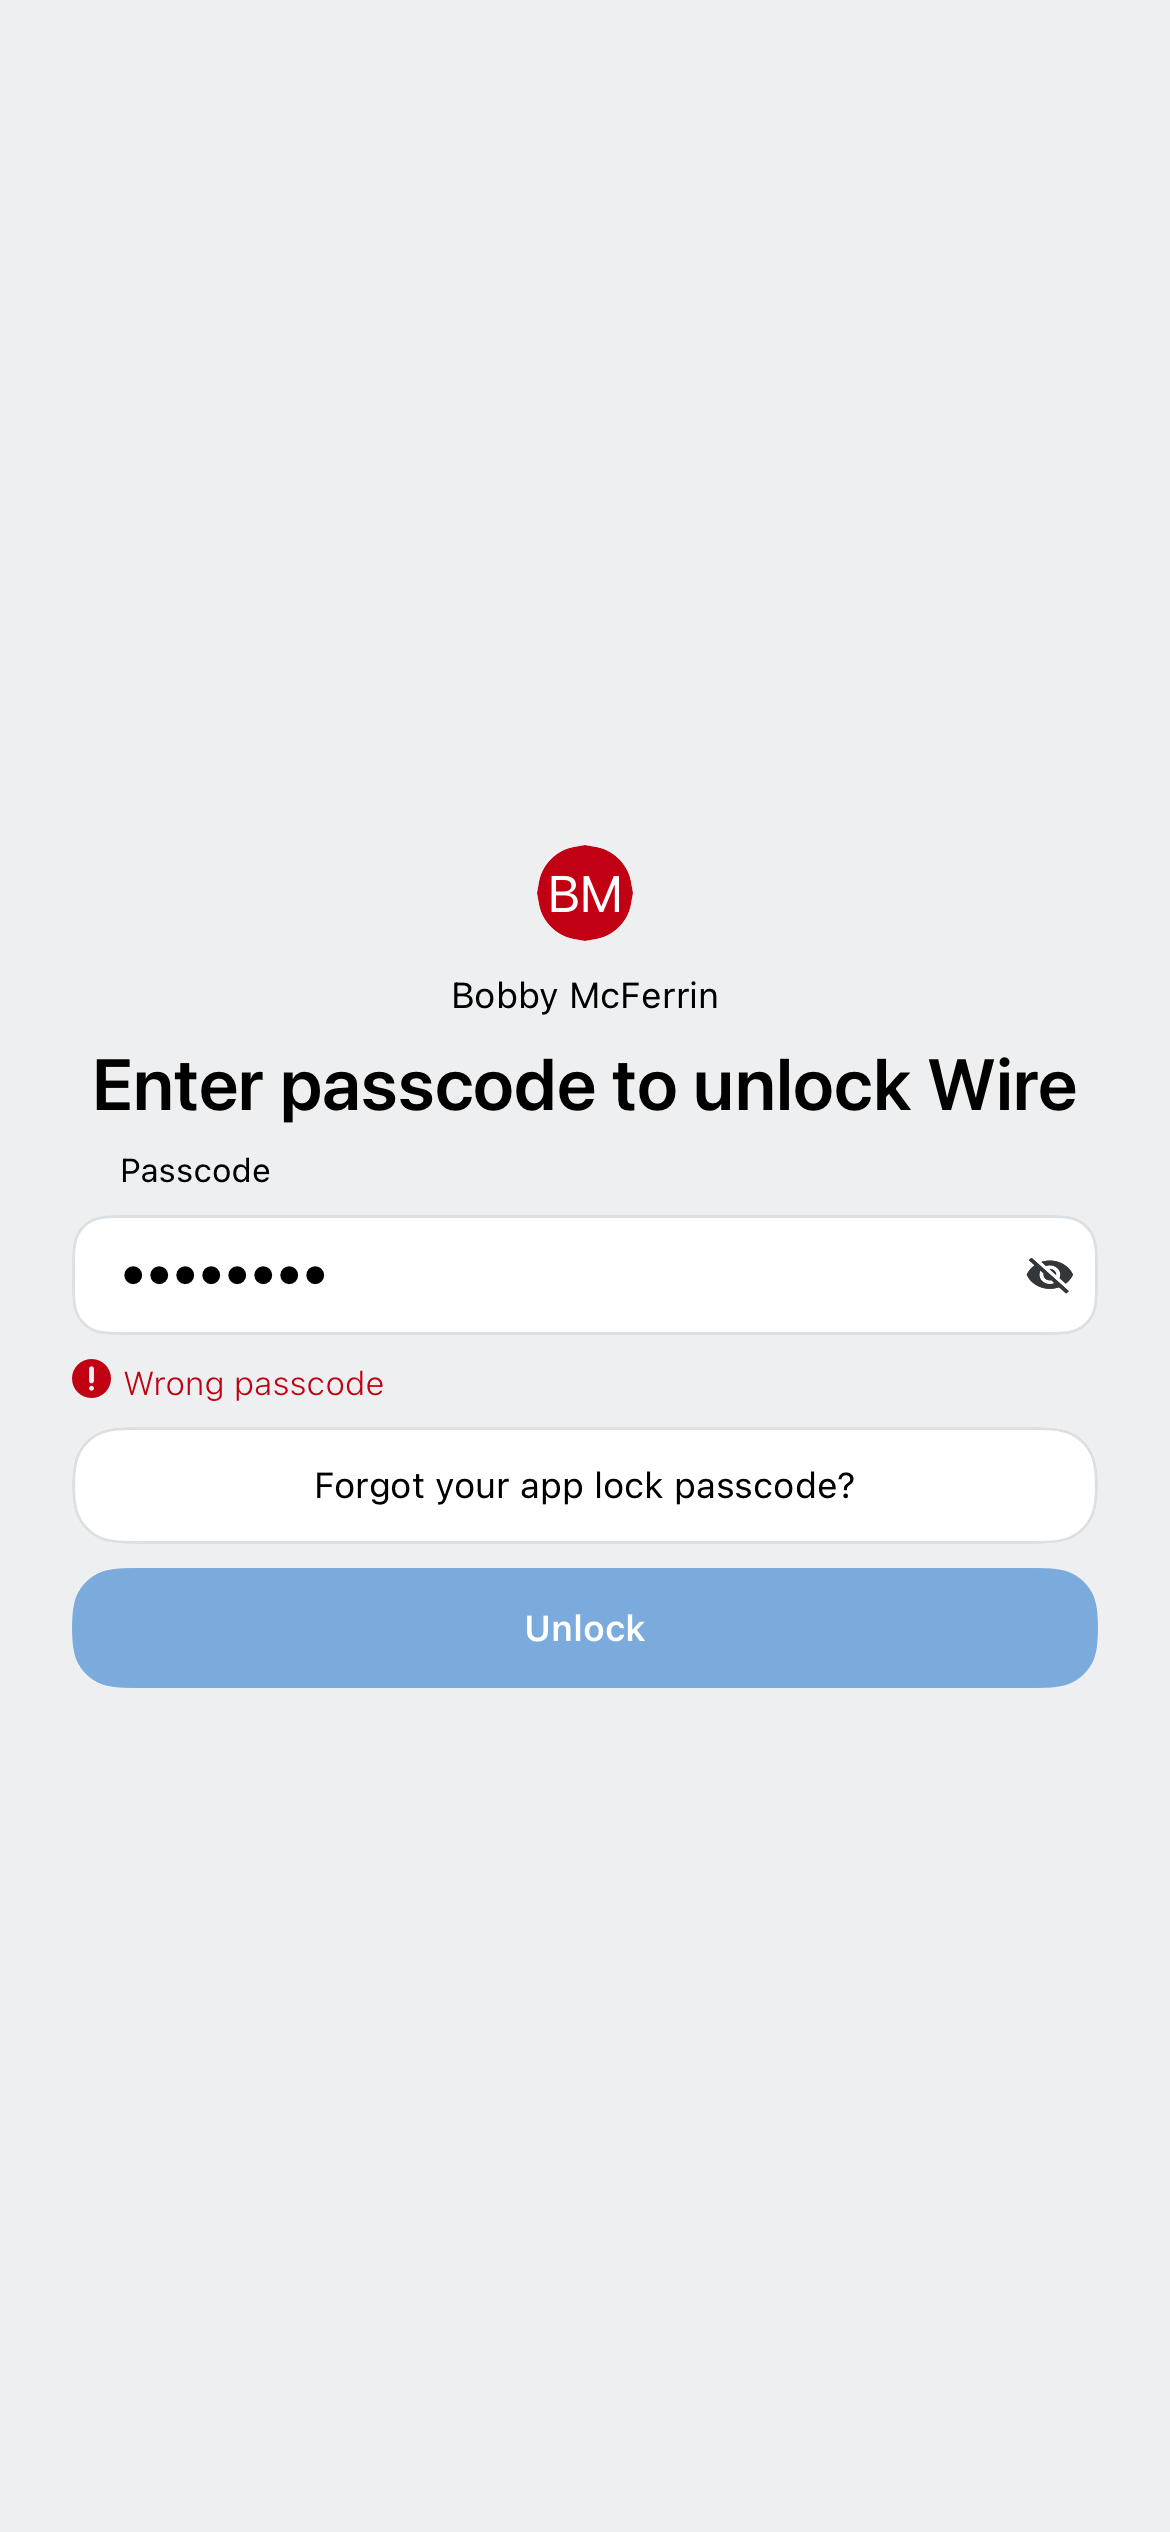 BM
Bobby McFerrin
Enter passcode to unlock Wire
Passcode
••••••••
Wrong passcode
Forgot your app lock passcode?
Unlock